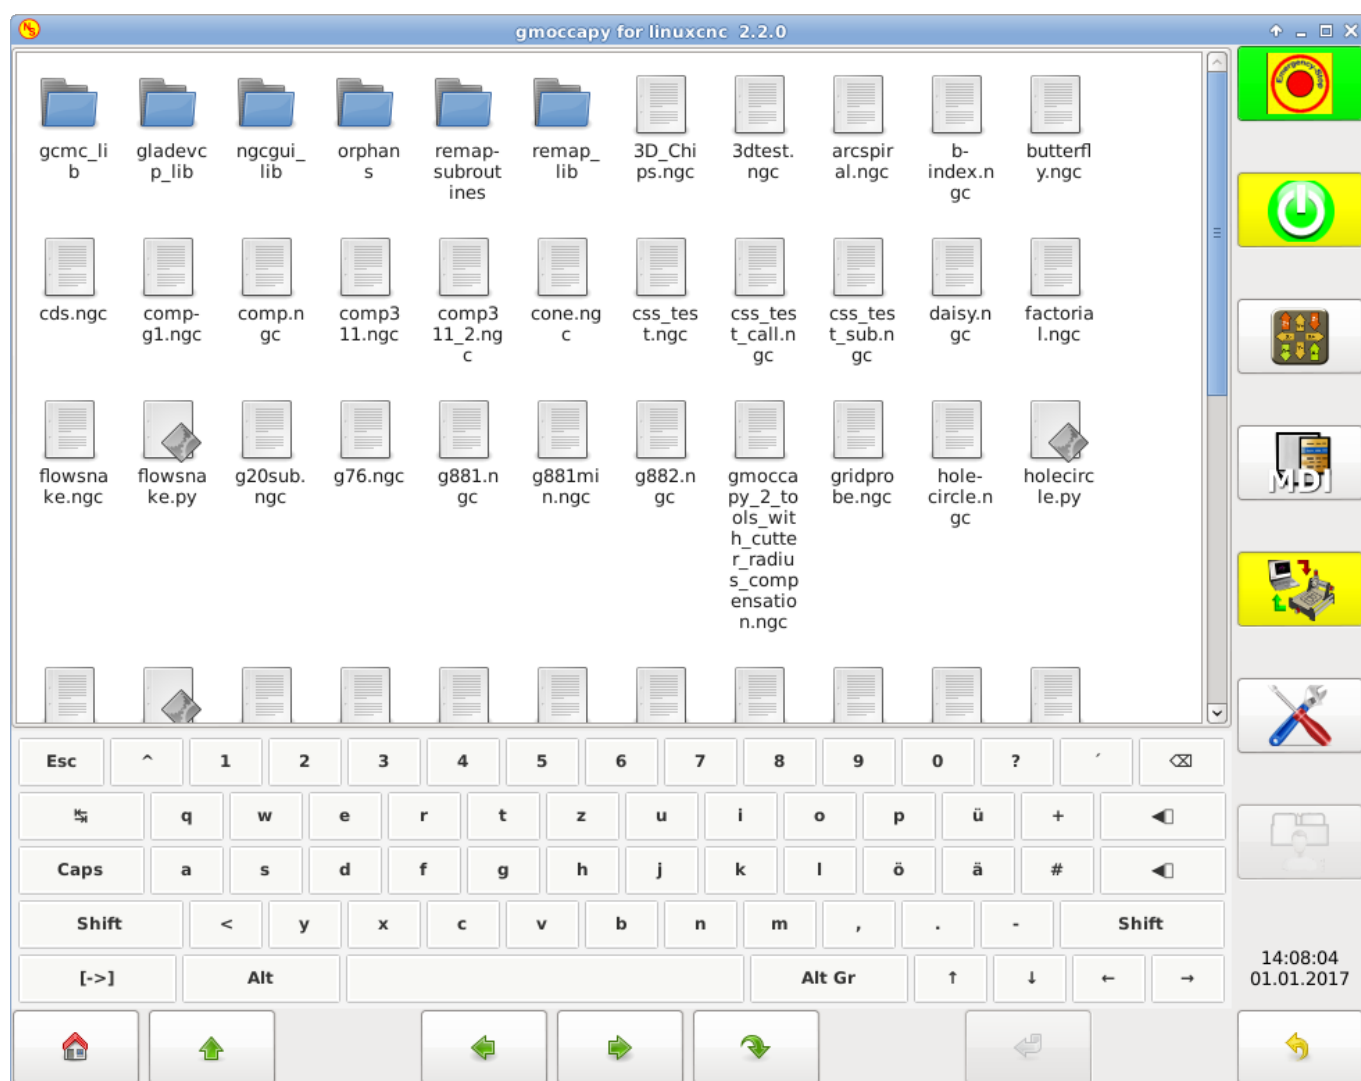 gmoccapy for linuxcnc 2.2.0
gcmc_li
b
gladevc
p_lib
ngcgui_
lib
orphan
s
remap-
subrout
ines
remap_
lib
3D_Chi
ps.ngc
3dtest.
ngc
arcspir
al.ngc
b-
index.n
gc
butterfl
y.ngc
cds.ngc
comp-
g1.ngc
comp.n
gc
comp3
11.ngc
comp3
11_2.ng
c
cone.ng
c
css_tes
t.ngc
css_tes
t_call.n
gc
css_tes
t_sub.n
gc
daisy.n
gc
factoria
l.ngc
flowsna
ke.ngc
flowsna
ke.py
g20sub.
ngc
g76.ngc
g881.n
gc
g881mi
n.ngc
g882.n
gc
gmocca
py_2_to
ols_wit
h_cutte
r_radiu
s_comp
ensatio
n.ngc
gridpro
be.ngc
hole-
circle.n
gc
holecirc
le.py
Emergency-Stop
MDI
Esc ^ 1 2 3 4 5 6 7 8 9 0 ? ´
q w e r t z u i o p ü +
Caps a s d f g h j k l ö ä #
Shift < y x c v b n m , . - Shift
[->] Alt Alt Gr ↑ ↓ ← →
14:08:04
01.01.2017